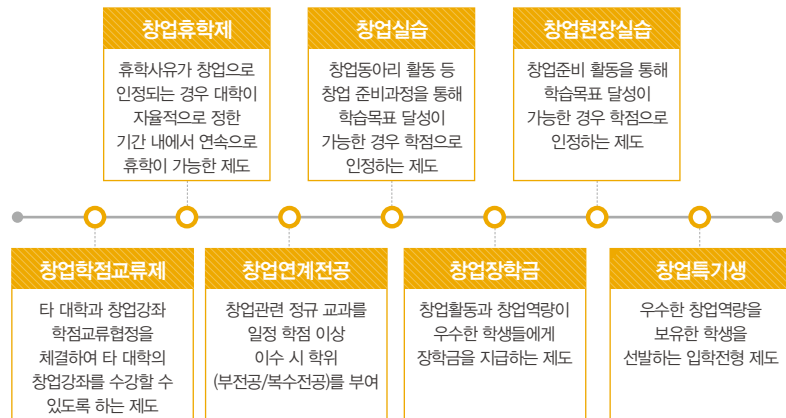 창업휴학제
휴학사유가 창업으로
인정되는 경우 대학이
자율적으로 정한
기간 내에서 연속으로
휴학이 가능한 제도
창업실습
창업동아리 활동 등
창업 준비과정을 통해
학습목표 달성이
가능한 경우 학점으로
인정하는 제도
창업현장실습
창업준비 활동을 통해
학습목표 달성이
가능한 경우 학점으로
인정하는 제도
창업학점교류제
타 대학과 창업강좌
학점교류협정을
체결하여 타 대학의
창업강좌를 수강할 수
있도록 하는 제도
창업연계전공
창업관련 정규 교과를
일정 학점 이상
이수 시 학위
(부전공/복수전공)를 부여
창업장학금
창업활동과 창업역량이
우수한 학생들에게
장학금을 지급하는 제도
창업특기생
우수한 창업역량을
보유한 학생을
선발하는 입학전형 제도